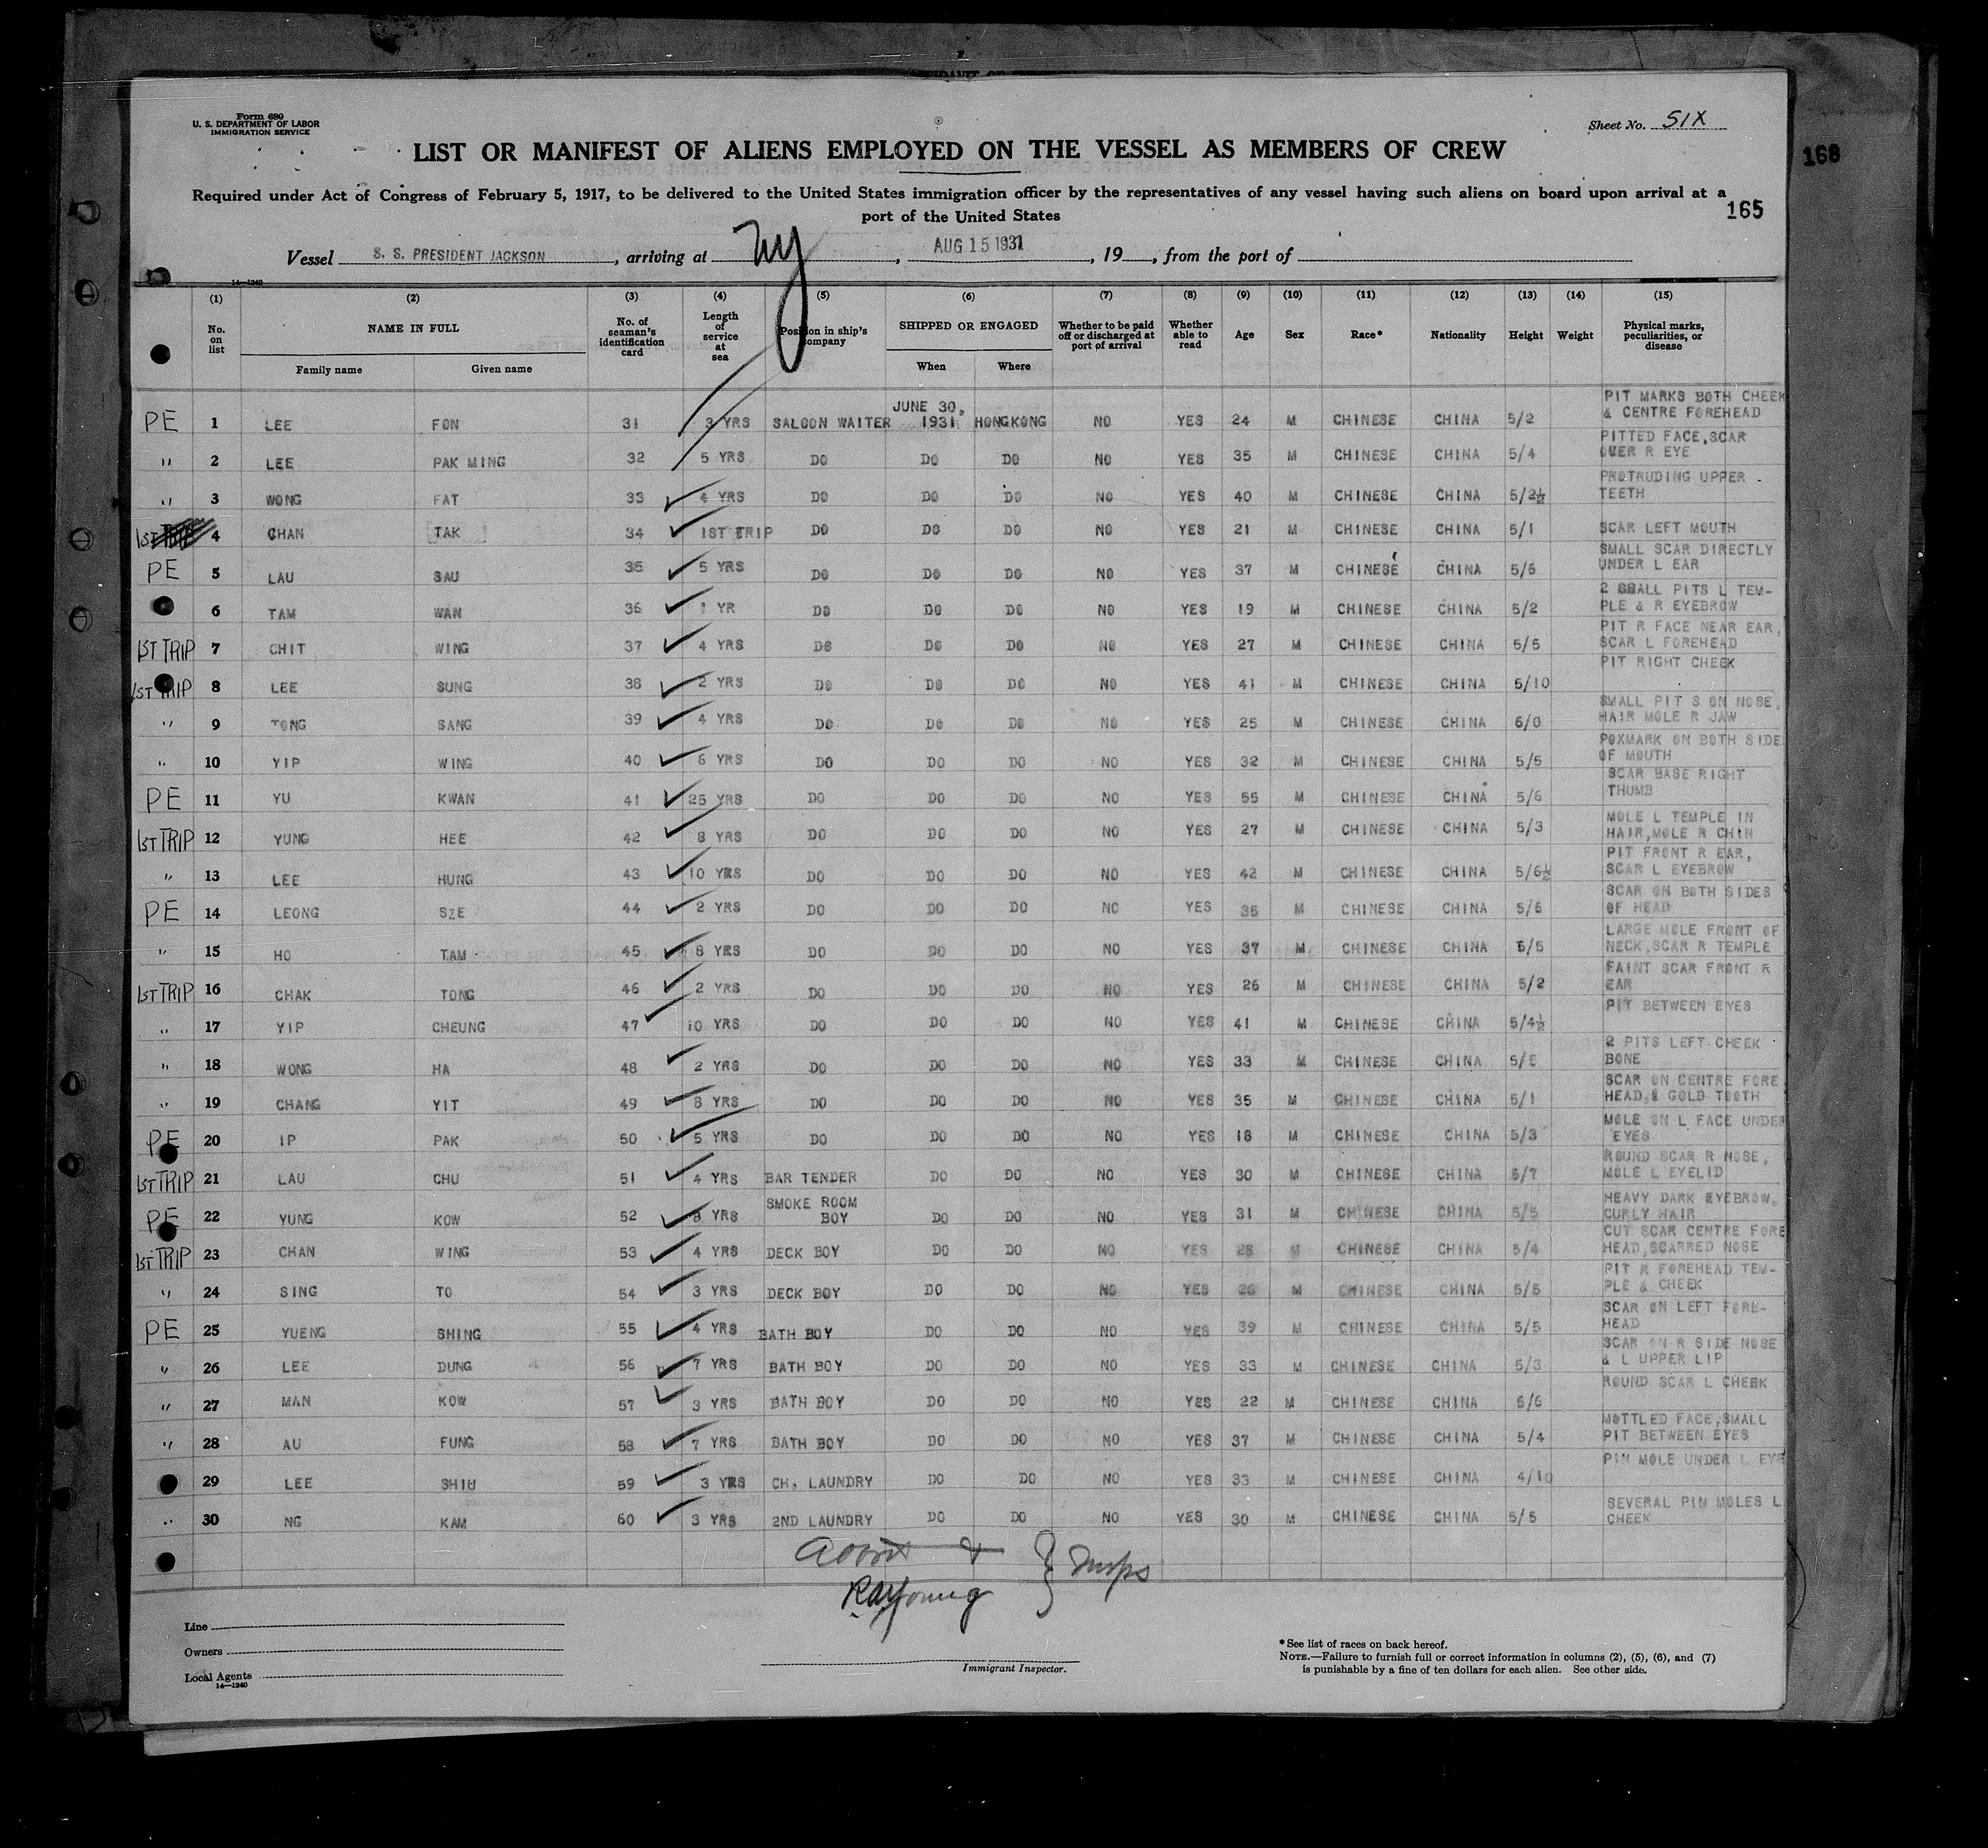 Form 680
U. S. DEPARTMENT OF LABOR
IMMIGRATION SERVICE
Sheet No. SIX
LIST OR MANIFEST OF ALIENS EMPLOYED ON THE VESSEL AS MEMBERS OF CREW
168
Required under Act of Congress of February 5, 1917, to be delivered to the United States immigration officer by the representatives of any vessel having such aliens on board upon arrival at a
port of the United States
165
Vessel S. S. PRESIDENT JACKSON, arriving at NY, AUG 15 1931, 19, from the port of
14—1240
(1) (2) (3) (4) (5) (6) (7) (8) (9) (10) (11) (12) (13) (14) (15)
No. on list NAME IN FULL Family name Given name No. of seaman's identification card Length of service at sea Position in ship's company SHIPPED OR ENGAGED When Where Whether to be paid off or discharged at port of arrival Whether able to read Age Sex Race* Nationality Height Weight Physical marks, peculiarities, or disease
PE 1 LEE FON 31 3 YRS SALOON WAITER JUNE 30, 1931 HONGKONG NO YES 24 M CHINESE CHINA 5/2 PIT MARKS BOTH CHEEK & CENTRE FOREHEAD
" 2 LEE PAK MING 32 5 YRS DO DO DO NO YES 35 M CHINESE CHINA 5/4 PITTED FACE, SCAR OVER R EYE
" 3 WONG FAT 33 4 YRS DO DO DO NO YES 40 M CHINESE CHINA 5/2½ PROTRUDING UPPER TEETH
1ST TRIP 4 CHAN TAK 34 1ST TRIP DO DO DO NO YES 21 M CHINESE CHINA 5/1 SCAR LEFT MOUTH
PE 5 LAU SAU 35 5 YRS DO DO DO NO YES 37 M CHINESE CHINA 5/6 SMALL SCAR DIRECTLY UNDER L EAR
6 TAM WAN 36 1 YR DO DO DO NO YES 19 M CHINESE CHINA 5/2 2 SMALL PITS L TEM- PLE & R EYEBROW
1ST TRIP 7 CHIT WING 37 4 YRS DO DO DO NO YES 27 M CHINESE CHINA 5/5 PIT R FACE NEAR EAR, SCAR L FOREHEAD
1ST TRIP 8 LEE SUNG 38 2 YRS DO DO DO NO YES 41 M CHINESE CHINA 5/10 PIT RIGHT CHEEK
" 9 TONG SANG 39 4 YRS DO DO DO NO YES 25 M CHINESE CHINA 6/0 SMALL PIT S ON NOSE, HAIR MOLE R JAW
" 10 YIP WING 40 6 YRS DO DO DO NO YES 32 M CHINESE CHINA 5/5 POXMARK ON BOTH SIDE OF MOUTH
PE 11 YU KWAN 41 25 YRS DO DO DO NO YES 55 M CHINESE CHINA 5/6 SCAR BASE RIGHT THUMB
1ST TRIP 12 YUNG HEE 42 8 YRS DO DO DO NO YES 27 M CHINESE CHINA 5/3 MOLE L TEMPLE IN HAIR, MOLE R CHIN
" 13 LEE HUNG 43 10 YRS DO DO DO NO YES 42 M CHINESE CHINA 5/6½ PIT FRONT R EAR, SCAR L EYEBROW
PE 14 LEONG SZE 44 2 YRS DO DO DO NO YES 35 M CHINESE CHINA 5/6 SCAR ON BOTH SIDES OF HEAD
" 15 HO TAM 45 8 YRS DO DO DO NO YES 37 M CHINESE CHINA 5/5 LARGE MOLE FRONT OF NECK, SCAR R TEMPLE
1ST TRIP 16 CHAK TONG 46 2 YRS DO DO DO NO YES 26 M CHINESE CHINA 5/2 FAINT SCAR FRONT R EAR
" 17 YIP CHEUNG 47 10 YRS DO DO DO NO YES 41 M CHINESE CHINA 5/4½ PIT BETWEEN EYES
" 18 WONG HA 48 2 YRS DO DO DO NO YES 33 M CHINESE CHINA 2 PITS LEFT CHEEK BONE
" 19 CHANG YIT 49 8 YRS DO DO DO NO YES 35 M CHINESE CHINA 5/1 SCAR ON CENTRE FORE HEAD, & GOLD TOOTH
PE 20 IP PAK 50 5 YRS DO DO DO NO YES 18 M CHINESE CHINA 5/3 MOLE ON L FACE UNDER EYES
1ST TRIP 21 LAU CHU 51 4 YRS BAR TENDER DO DO NO YES 30 M CHINESE CHINA 5/7 ROUND SCAR R NOSE, MOLE L EYELID
PE 22 YUNG KOW 52 YRS SMOKE ROOM BOY DO DO NO YES 31 M CHINESE CHINA 5/5 HEAVY DARK EYEBROW, CURLY HAIR
1ST TRIP 23 CHAN WING 53 4 YRS DECK BOY DO DO NO YES 28 M CHINESE CHINA 5/4 CUT SCAR CENTRE FORE HEAD, SCARRED NOSE
" 24 SING TO 54 3 YRS DECK BOY DO DO NO YES 26 M CHINESE CHINA 5/5 PIT R FOREHEAD TEM- PLE & CHEEK
PE 25 YUENG SHING 55 4 YRS BATH BOY DO DO NO YES 39 M CHINESE CHINA 5/5 SCAR ON LEFT FORE- HEAD
" 26 LEE DUNG 56 7 YRS BATH BOY DO DO NO YES 33 M CHINESE CHINA 5/3 SCAR ON R SIDE NOSE & L UPPER LIP
" 27 MAN KOW 57 3 YRS BATH BOY DO DO NO YES 22 M CHINESE CHINA 5/6 ROUND SCAR L CHEEK
" 28 AU FUNG 58 7 YRS BATH BOY DO DO NO YES 37 M CHINESE CHINA 5/4 MOTTLED FACE, SMALL PIT BETWEEN EYES
29 LEE SHIU 59 3 YRS CH. LAUNDRY DO DO NO YES 33 M CHINESE CHINA 4/10 PIN MOLE UNDER L EYE
" 30 NG KAM 60 3 YRS 2ND LAUNDRY DO DO NO YES 30 M CHINESE CHINA 5/5 SEVERAL PIN MOLES L CHEEK
Line
Owners
Local Agents
14—1240
Immigrant Inspector.
*See list of races on back hereof.
NOTE.—Failure to furnish full or correct information in columns (2), (5), (6), and (7)
is punishable by a fine of ten dollars for each alien. See other side.